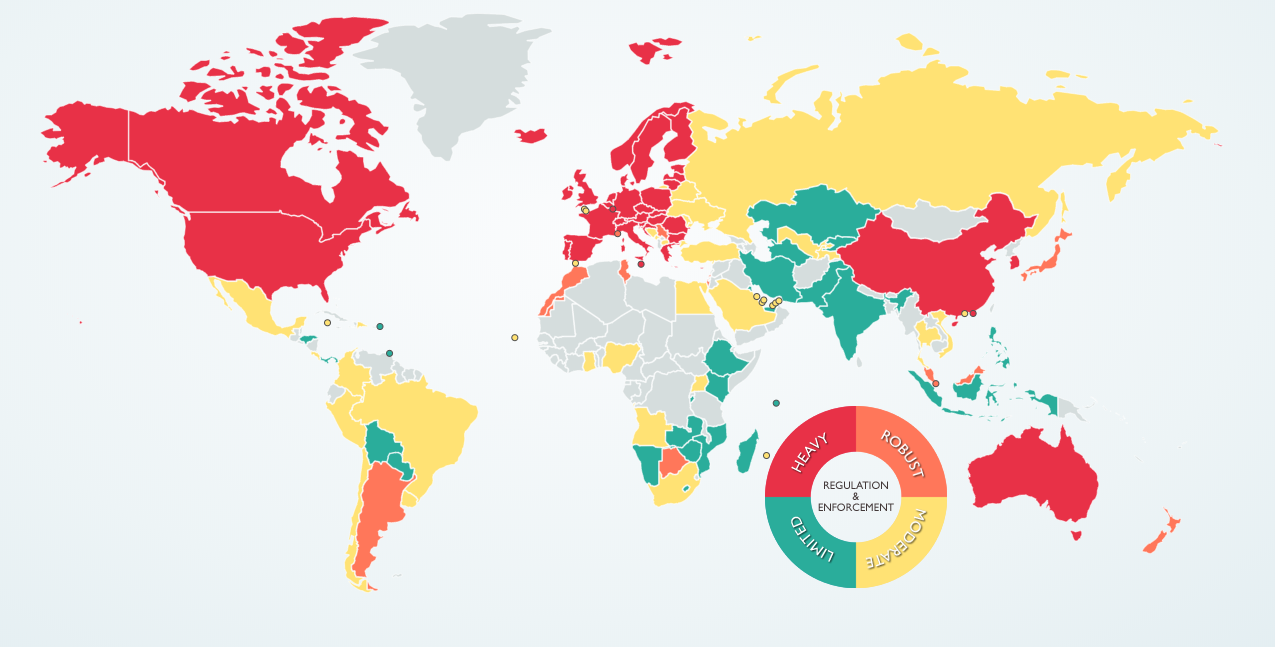 HEAVY
ROBUST
REGULATION
&
ENFORCEMENT
LIMITED
MODERATE